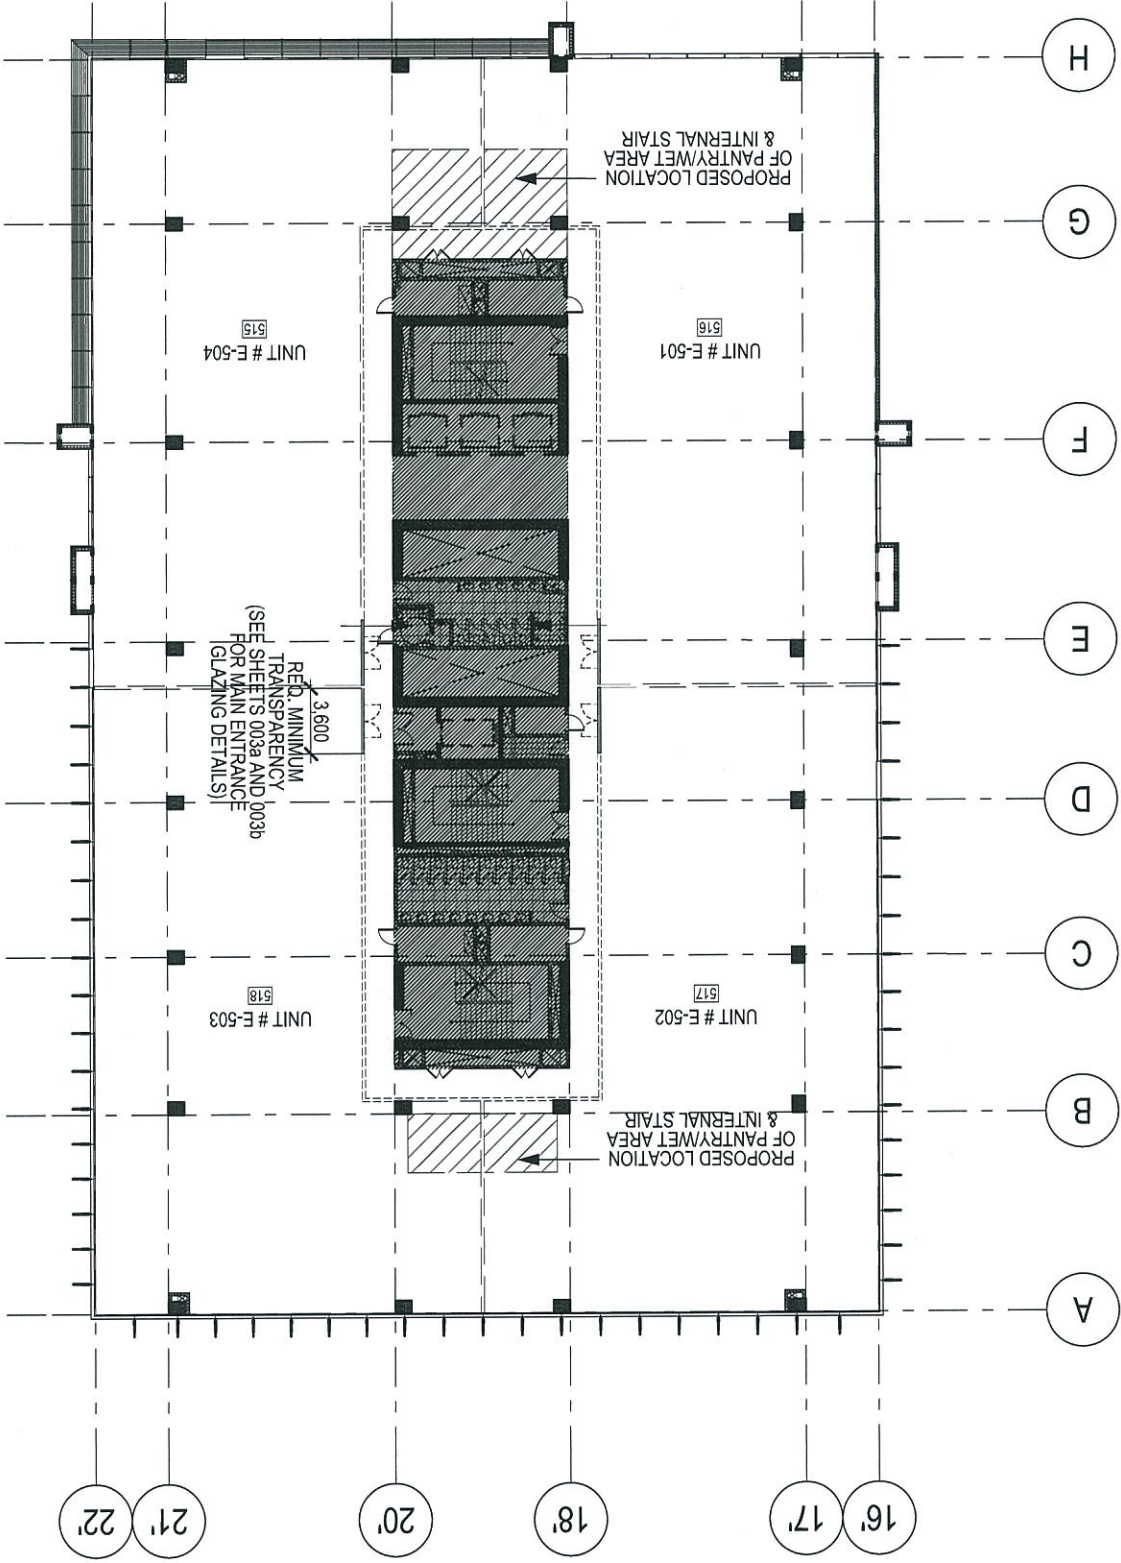 22'
21'
20'
18'
17'
16'
A
B
C
D
E
F
G
H
PROPOSED LOCATION
OF PANTRY/WET AREA
& INTERNAL STAIR
UNIT # E-502
517
UNIT # E-503
518
3,600
REQ. MINIMUM
TRANSPARENCY
(SEE SHEETS 003a AND 003b
FOR MAIN ENTRANCE
GLAZING DETAILS)
UNIT # E-501
516
UNIT # E-504
515
PROPOSED LOCATION
OF PANTRY/WET AREA
& INTERNAL STAIR